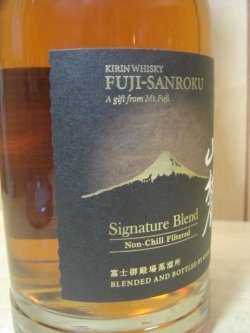 KIRIN WHISKY
FUJI-SANROKU
A gift from Mt. Fuji
山
Signature Blend
Non-Chill Filtered
富士御殿場蒸溜所
BLENDED AND BOTTLED BY